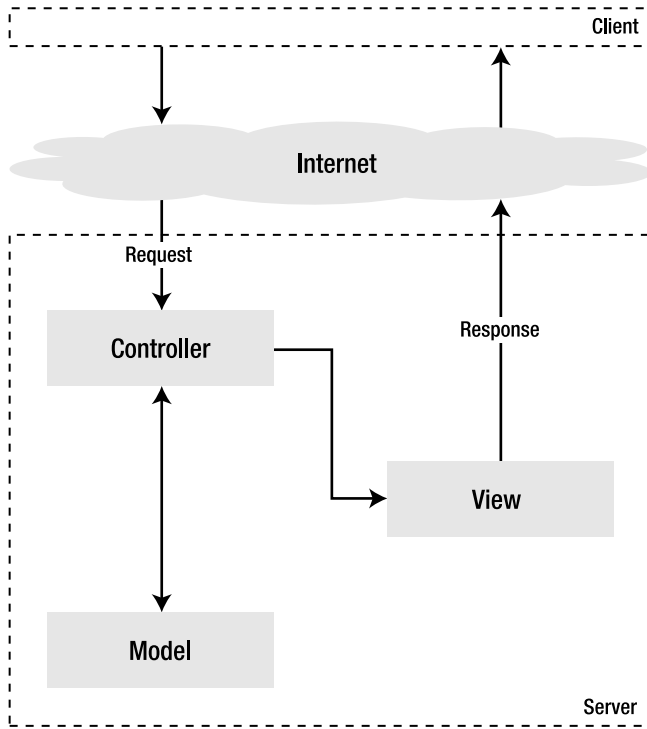 Client
Internet
Request
Controller
Response
View
Model
Server